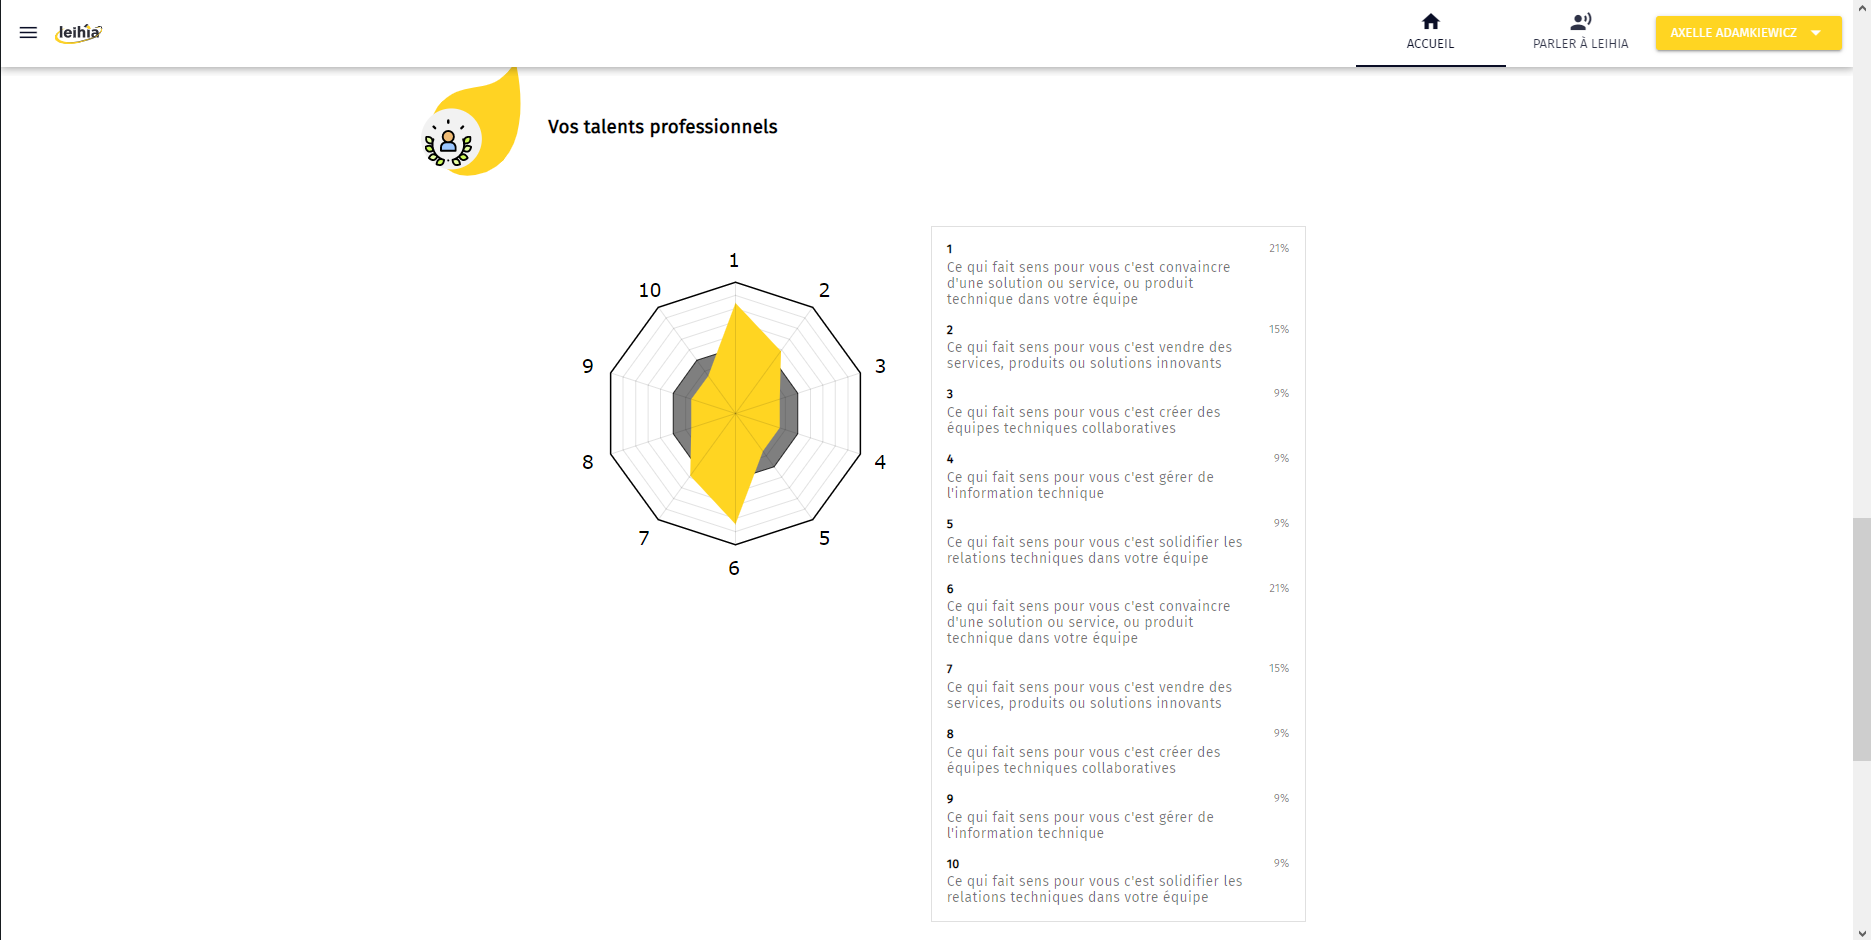 leihia
ACCUEIL
PARLER À LEIHIA
AXELLE ADAMKIEWICZ
Vos talents professionnels
1
2
3
4
5
6
7
8
9
10
1 21%
Ce qui fait sens pour vous c'est convaincre
d'une solution ou service, ou produit
technique dans votre équipe
2 15%
Ce qui fait sens pour vous c'est vendre des
services, produits ou solutions innovants
3 9%
Ce qui fait sens pour vous c'est créer des
équipes techniques collaboratives
4 9%
Ce qui fait sens pour vous c'est gérer de
l'information technique
5 9%
Ce qui fait sens pour vous c'est solidifier les
relations techniques dans votre équipe
6 21%
Ce qui fait sens pour vous c'est convaincre
d'une solution ou service, ou produit
technique dans votre équipe
7 15%
Ce qui fait sens pour vous c'est vendre des
services, produits ou solutions innovants
8 9%
Ce qui fait sens pour vous c'est créer des
équipes techniques collaboratives
9 9%
Ce qui fait sens pour vous c'est gérer de
l'information technique
10 9%
Ce qui fait sens pour vous c'est solidifier les
relations techniques dans votre équipe